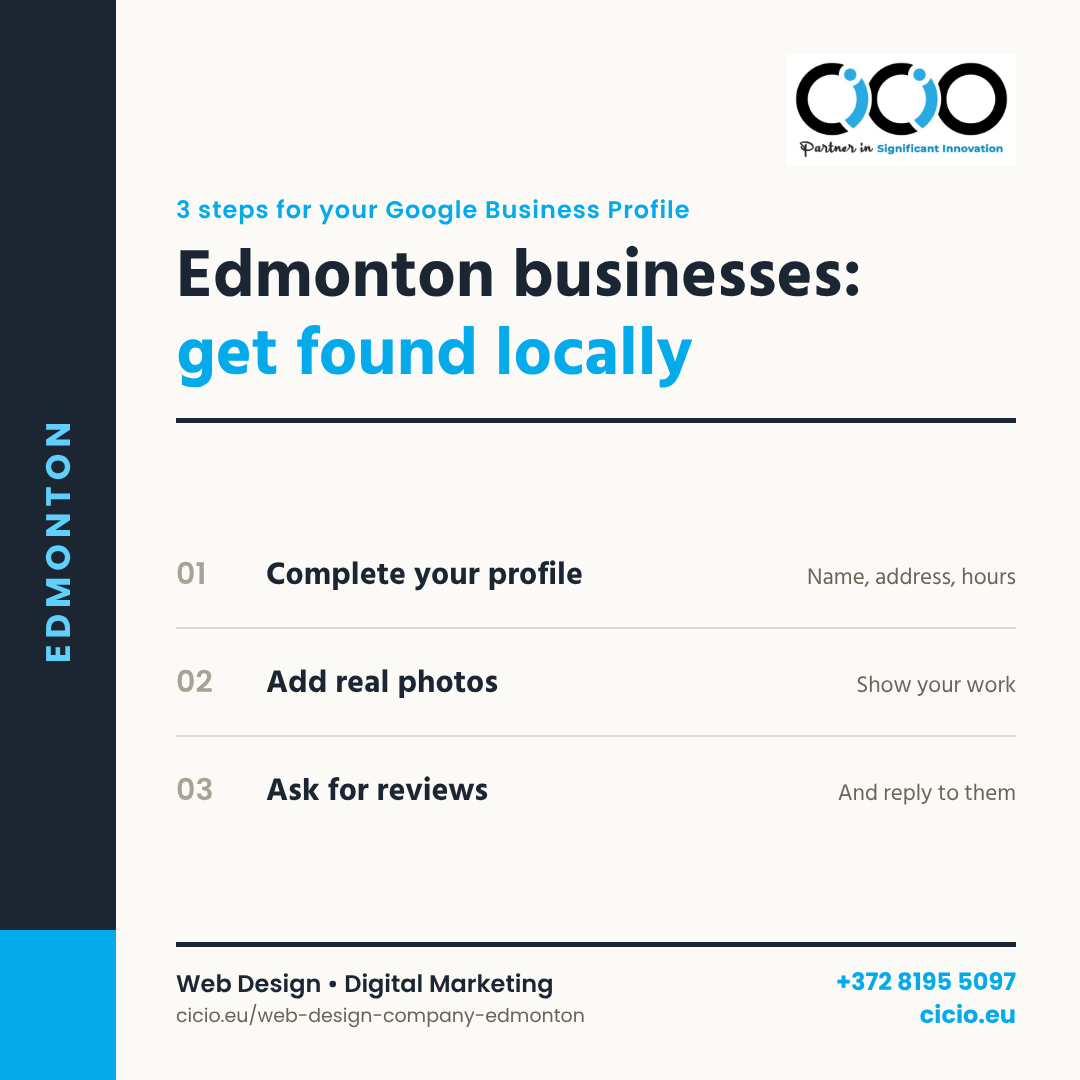 CiCiO
Partner in Significant Innovation
3 steps for your Google Business Profile
Edmonton businesses:
get found locally
EDMONTON
01 Complete your profile Name, address, hours
02 Add real photos Show your work
03 Ask for reviews And reply to them
Web Design • Digital Marketing +372 8195 5097
cicio.eu/web-design-company-edmonton cicio.eu